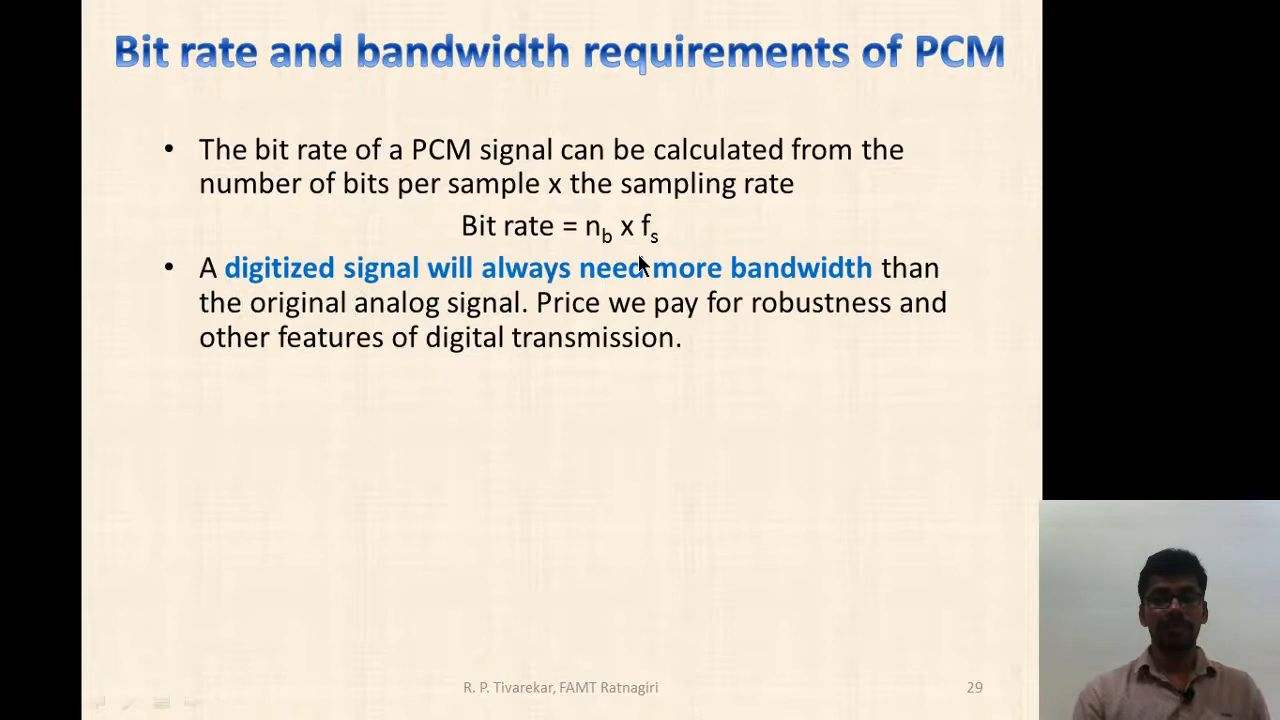 Bit rate and bandwidth requirements of PCM
• The bit rate of a PCM signal can be calculated from the
number of bits per sample x the sampling rate
Bit rate = nb x fs
• A digitized signal will always need more bandwidth than
the original analog signal. Price we pay for robustness and
other features of digital transmission.
R. P. Tivarekar, FAMT Ratnagiri
29